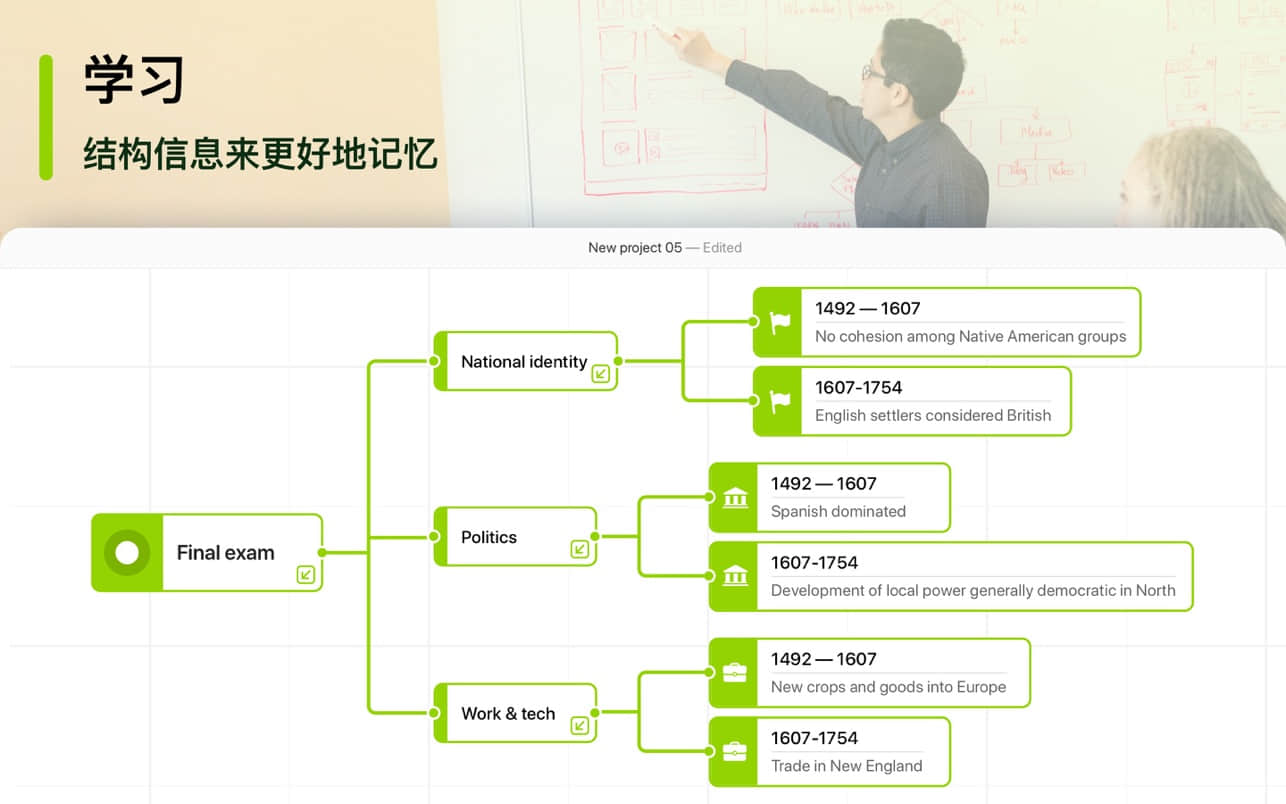 学习
结构信息来更好地记忆
Media
Blog
Video
New project 05 — Edited
Final exam
National identity
1492 — 1607
No cohesion among Native American groups
1607-1754
English settlers considered British
Politics
1492 — 1607
Spanish dominated
1607-1754
Development of local power generally democratic in North
Work & tech
1492 — 1607
New crops and goods into Europe
1607-1754
Trade in New England